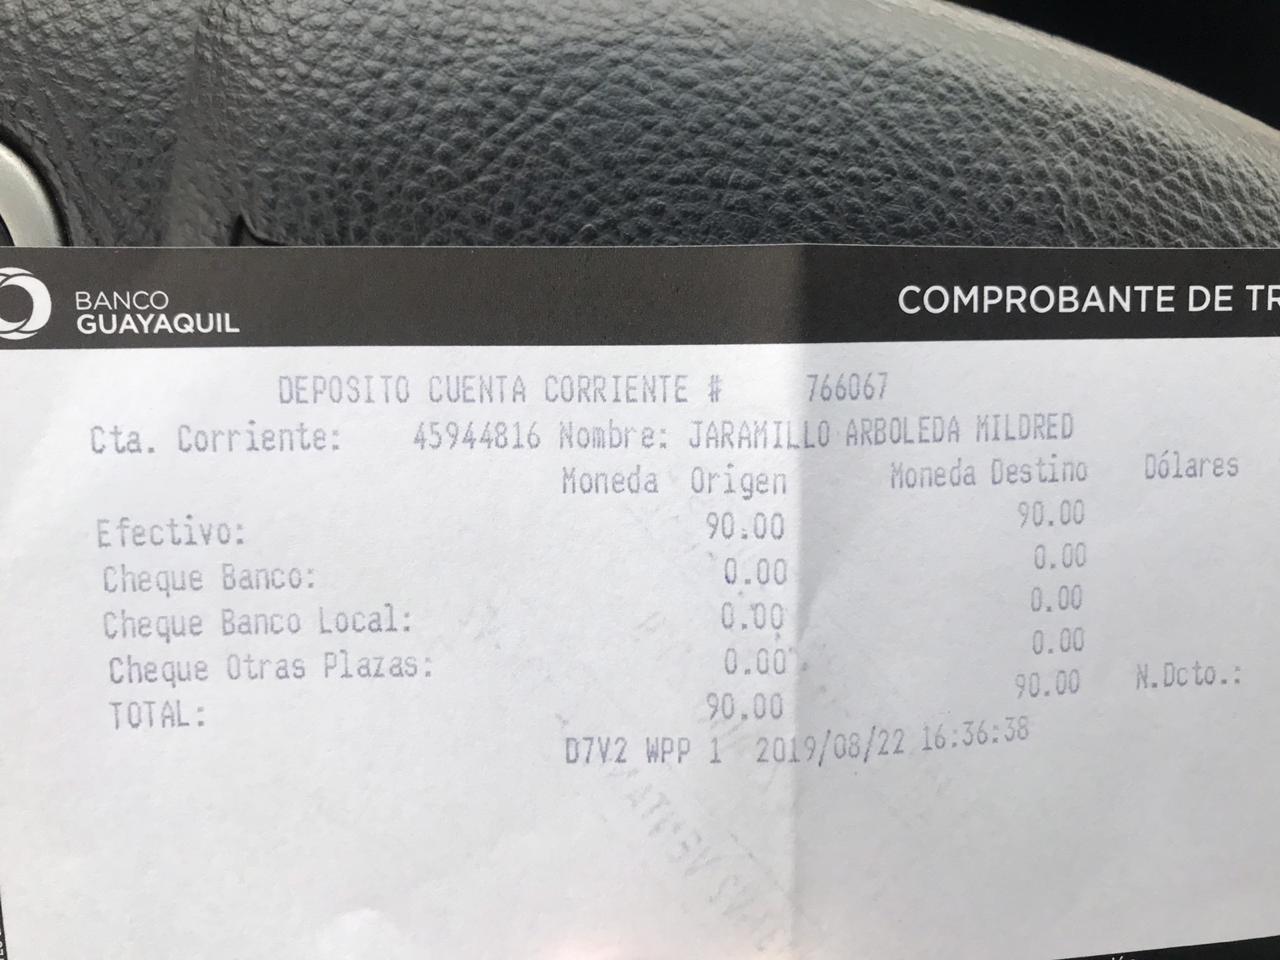 BANCO
GUAYAQUIL
COMPROBANTE DE TR
DEPOSITO CUENTA CORRIENTE # 766067
Cta. Corriente: 45944816 Nombre: JARAMILLO ARBOLEDA MILDRED
Moneda Origen Moneda Destino Dólares
Efectivo: 90.00 90.00
Cheque Banco: 0.00 0.00
Cheque Banco Local: 0.00 0.00
Cheque Otras Plazas: 0.00 0.00
TOTAL: 90.00 90.00 N.Dcto.:
D7V2 WPP 1 2019/08/22 16:36:38